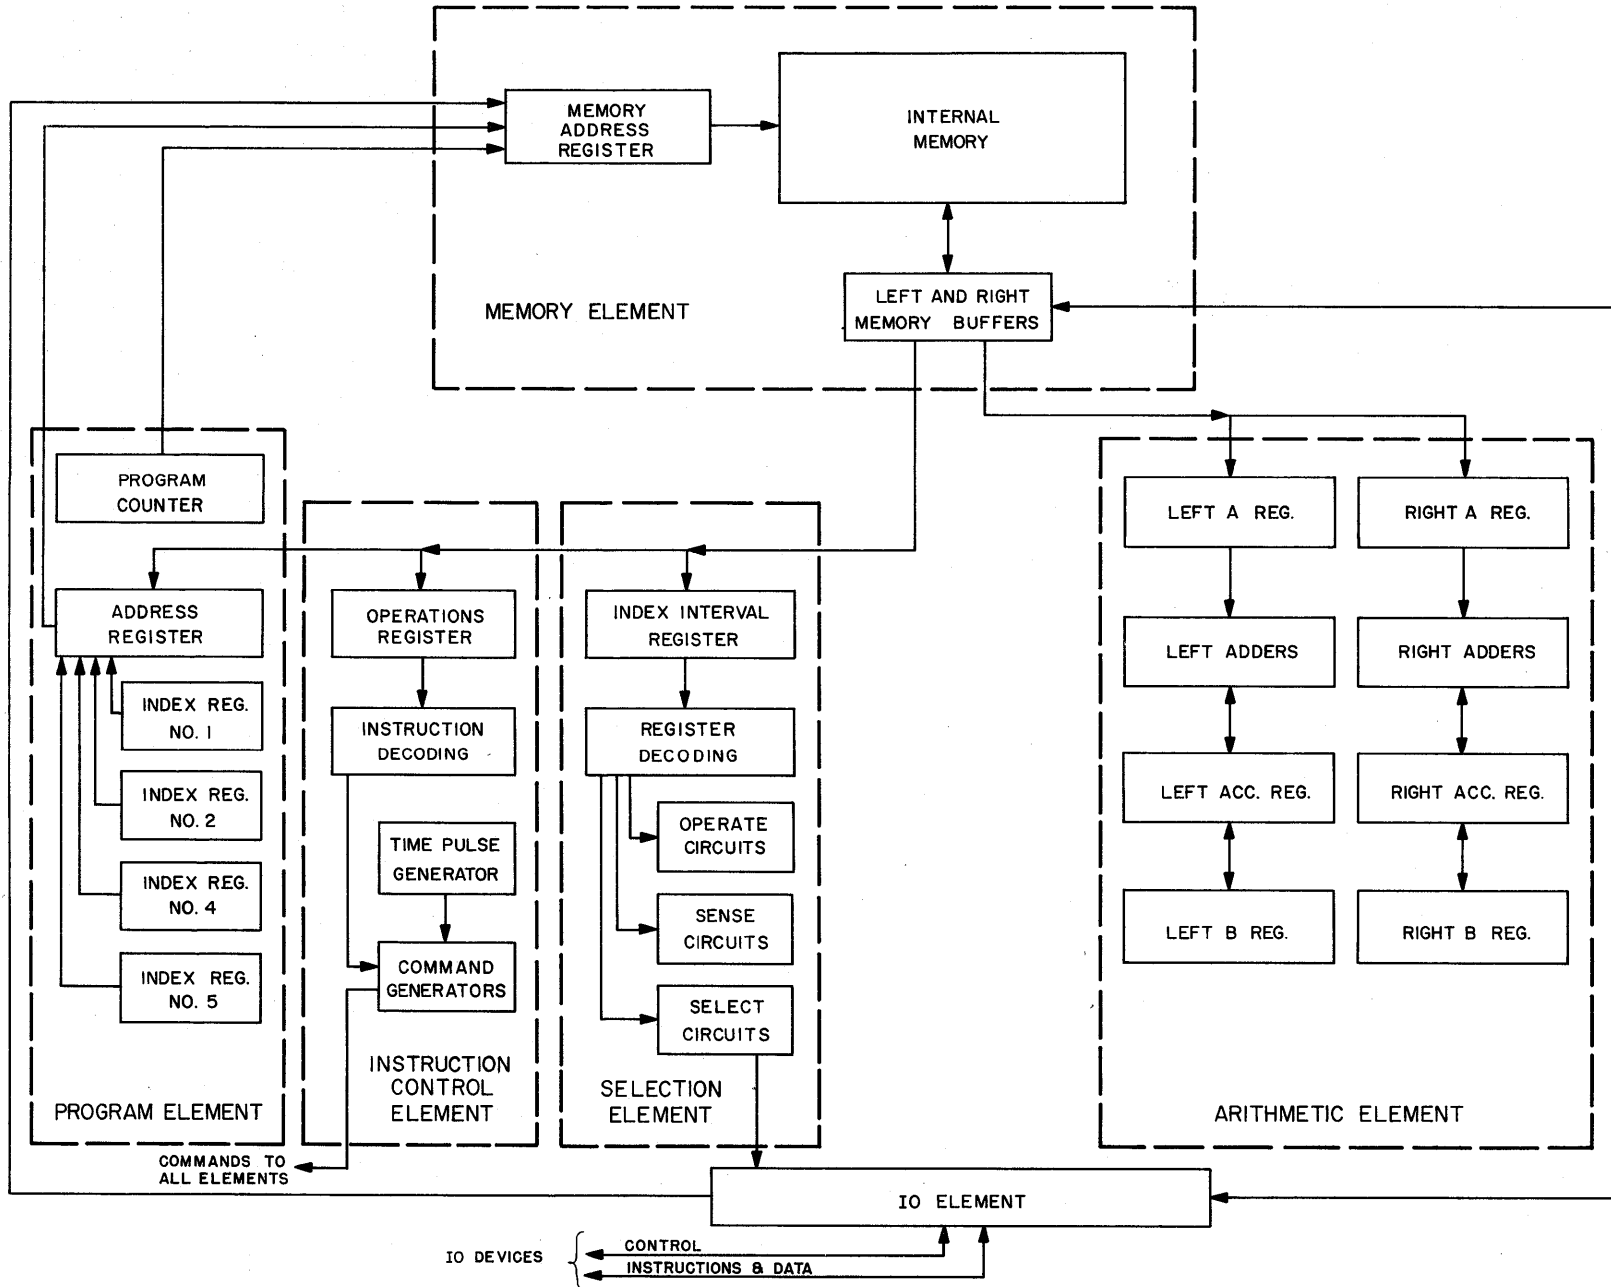 MEMORY
ADDRESS
REGISTER
INTERNAL
MEMORY
MEMORY ELEMENT
LEFT AND RIGHT
MEMORY BUFFERS
PROGRAM
COUNTER
ADDRESS
REGISTER
INDEX REG.
NO. 1
INDEX REG.
NO. 2
INDEX REG.
NO. 4
INDEX REG.
NO. 5
PROGRAM ELEMENT
OPERATIONS
REGISTER
INSTRUCTION
DECODING
TIME PULSE
GENERATOR
COMMAND
GENERATORS
INSTRUCTION
CONTROL
ELEMENT
COMMANDS TO
ALL ELEMENTS
INDEX INTERVAL
REGISTER
REGISTER
DECODING
OPERATE
CIRCUITS
SENSE
CIRCUITS
SELECT
CIRCUITS
SELECTION
ELEMENT
LEFT A REG.
RIGHT A REG.
LEFT ADDERS
RIGHT ADDERS
LEFT ACC. REG.
RIGHT ACC. REG.
LEFT B REG.
RIGHT B REG.
ARITHMETIC ELEMENT
IO ELEMENT
IO DEVICES
CONTROL
INSTRUCTIONS & DATA